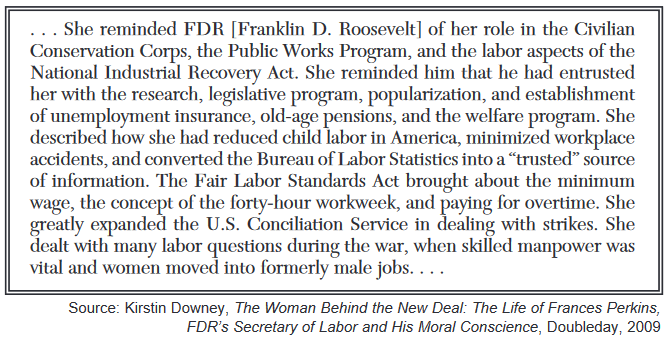 . . . She reminded FDR [Franklin D. Roosevelt] of her role in the Civilian
Conservation Corps, the Public Works Program, and the labor aspects of the
National Industrial Recovery Act. She reminded him that he had entrusted
her with the research, legislative program, popularization, and establishment
of unemployment insurance, old-age pensions, and the welfare program. She
described how she had reduced child labor in America, minimized workplace
accidents, and converted the Bureau of Labor Statistics into a “trusted” source
of information. The Fair Labor Standards Act brought about the minimum
wage, the concept of the forty-hour workweek, and paying for overtime. She
greatly expanded the U.S. Conciliation Service in dealing with strikes. She
dealt with many labor questions during the war, when skilled manpower was
vital and women moved into formerly male jobs. . . .
Source: Kirstin Downey, The Woman Behind the New Deal: The Life of Frances Perkins,
FDR’s Secretary of Labor and His Moral Conscience, Doubleday, 2009